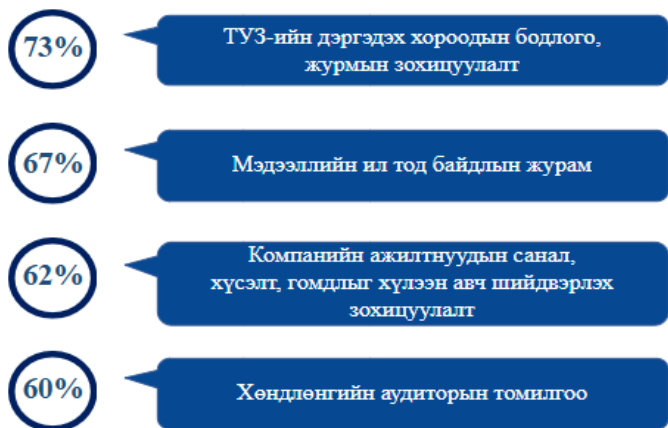 73%
ТУЗ-ийн дэргэдэх хороодын бодлого,
журмын зохицуулалт
67%
Мэдээллийн ил тод байдлын журам
62%
Компанийн ажилтнуудын санал,
хүсэлт, гомдлыг хүлээн авч шийдвэрлэх
зохицуулалт
60%
Хөндлөнгийн аудиторын томилгоо